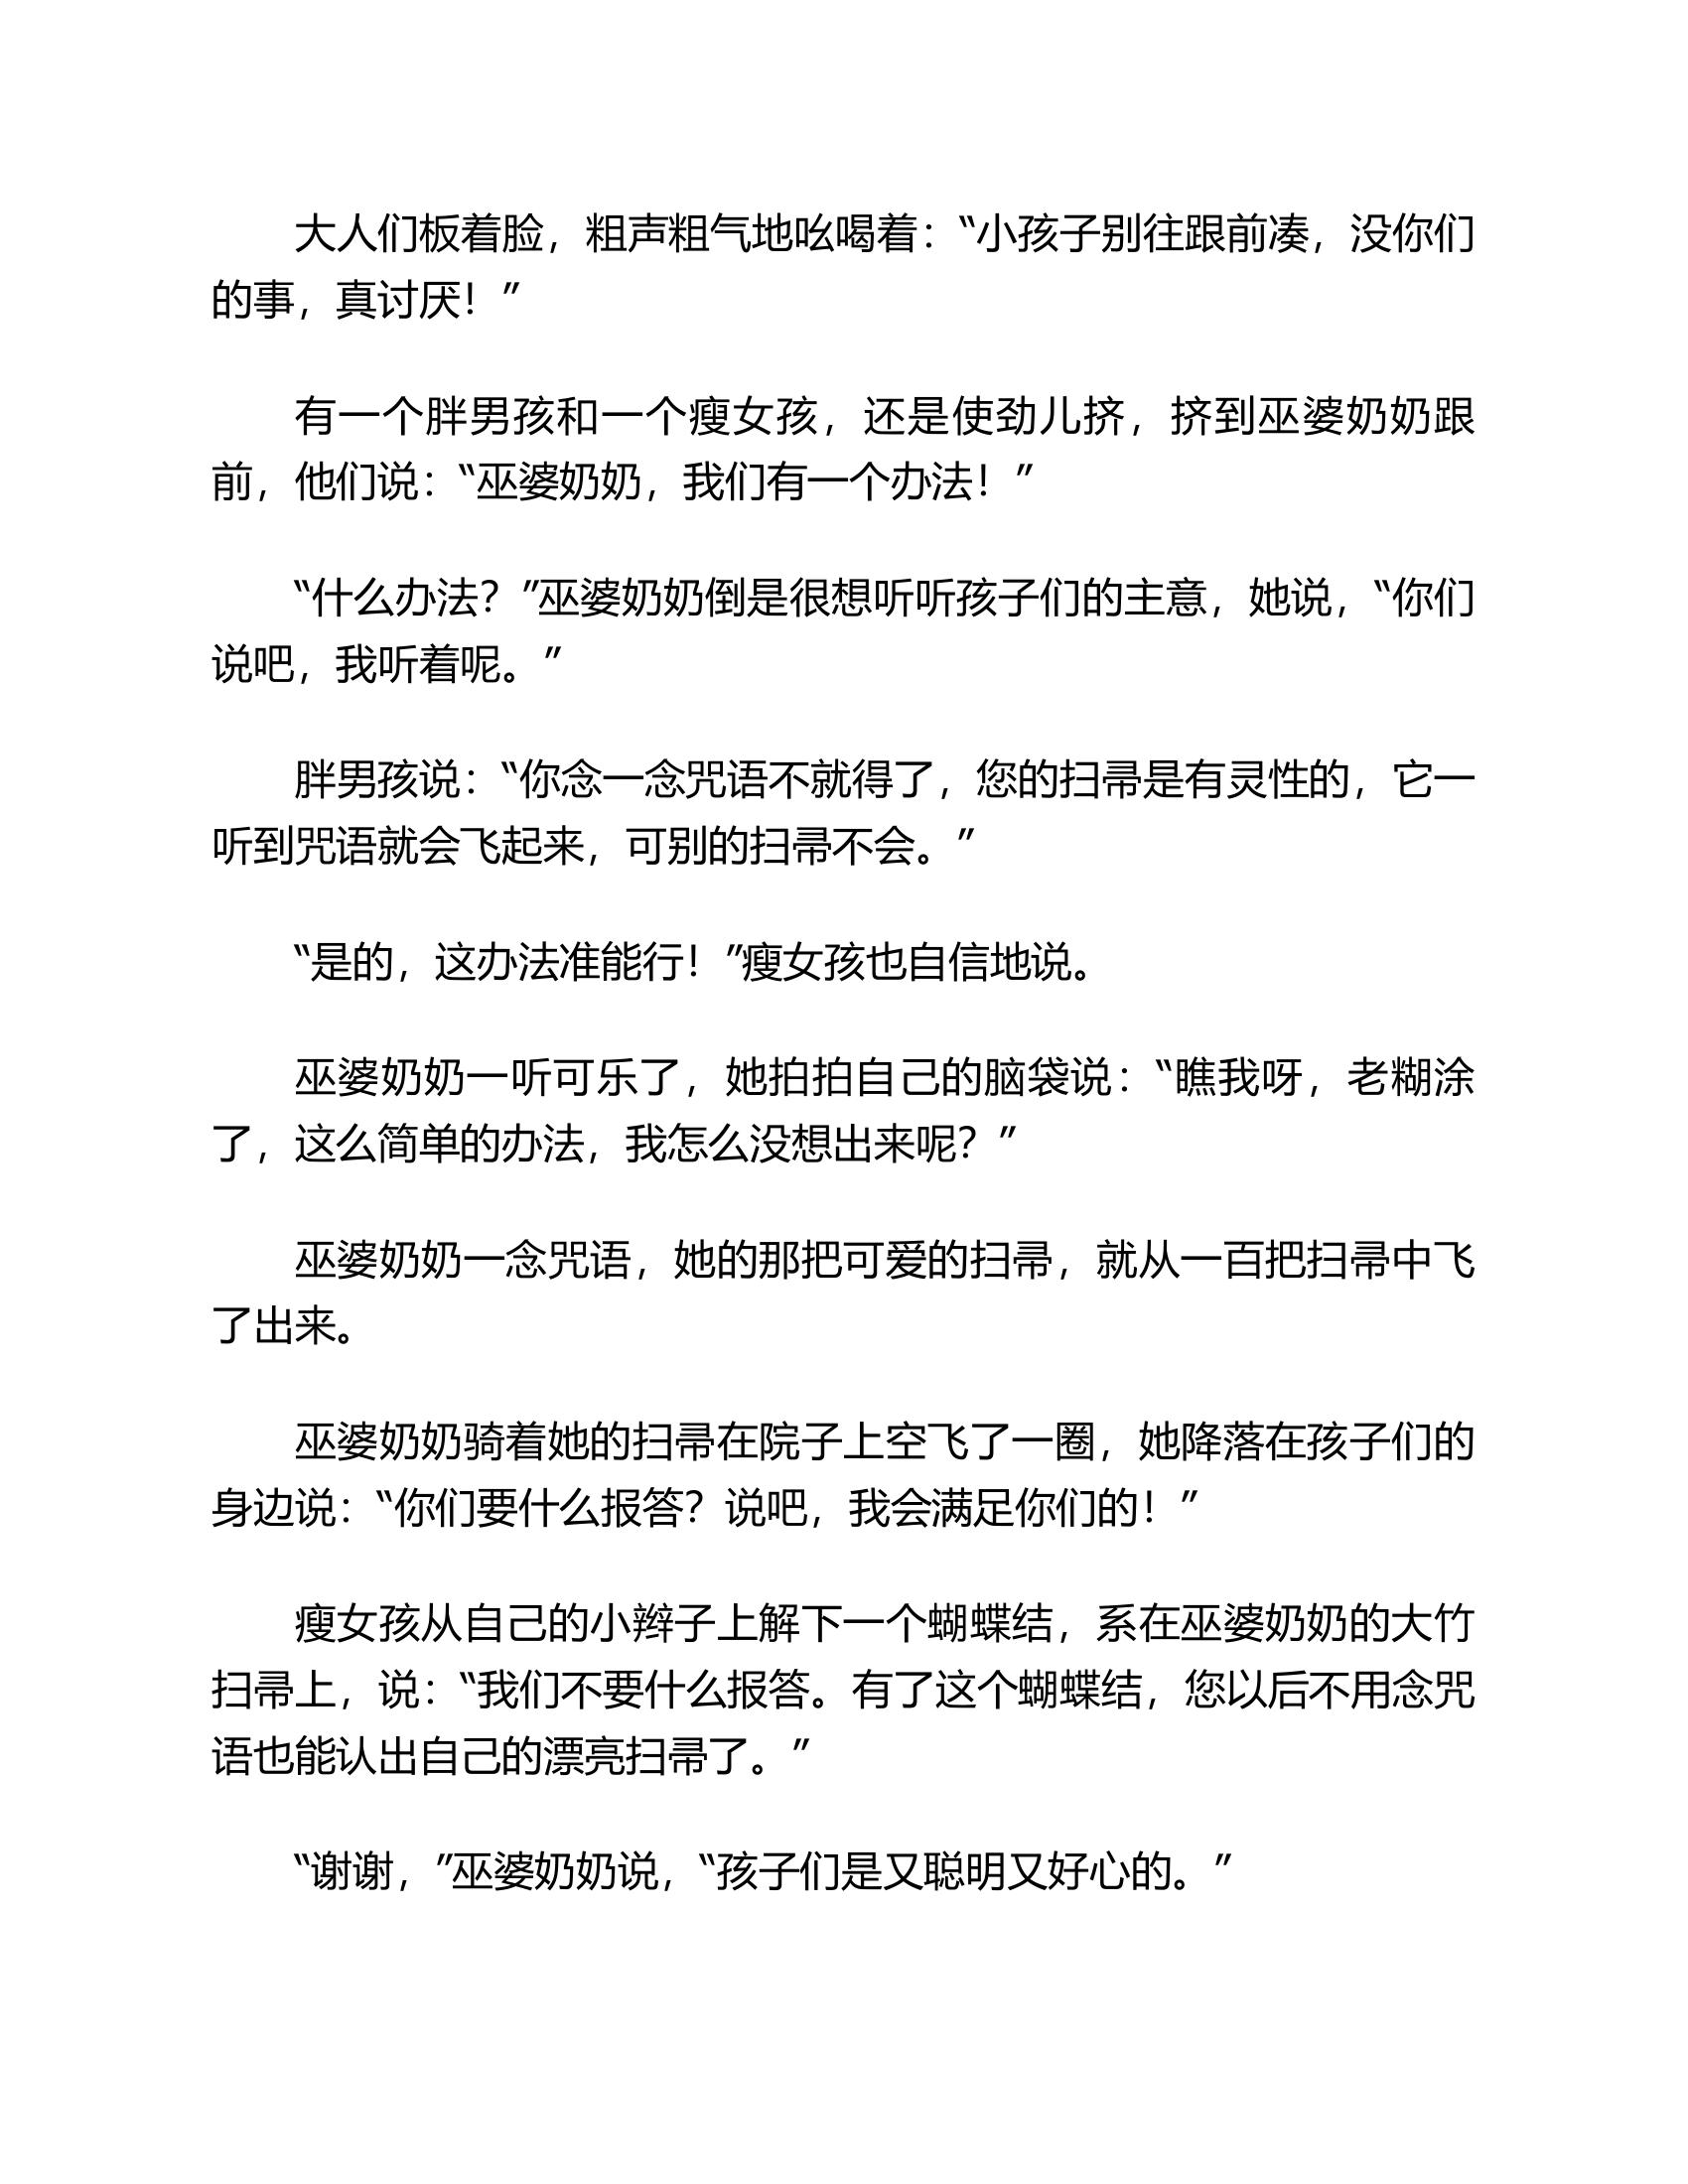 大人们板着脸，粗声粗气地吆喝着：“小孩子别往跟前凑，没你们
的事，真讨厌！”
有一个胖男孩和一个瘦女孩，还是使劲儿挤，挤到巫婆奶奶跟
前，他们说：“巫婆奶奶，我们有一个办法！”
“什么办法？”巫婆奶奶倒是很想听听孩子们的主意，她说，“你们
说吧，我听着呢。”
胖男孩说：“你念一念咒语不就得了，您的扫帚是有灵性的，它一
听到咒语就会飞起来，可别的扫帚不会。”
“是的，这办法准能行！”瘦女孩也自信地说。
巫婆奶奶一听可乐了，她拍拍自己的脑袋说：“瞧我呀，老糊涂
了，这么简单的办法，我怎么没想出来呢？”
巫婆奶奶一念咒语，她的那把可爱的扫帚，就从一百把扫帚中飞
了出来。
巫婆奶奶骑着她的扫帚在院子上空飞了一圈，她降落在孩子们的
身边说：“你们要什么报答？说吧，我会满足你们的！”
瘦女孩从自己的小辫子上解下一个蝴蝶结，系在巫婆奶奶的大竹
扫帚上，说：“我们不要什么报答。有了这个蝴蝶结，您以后不用念咒
语也能认出自己的漂亮扫帚了。”
“谢谢，”巫婆奶奶说，“孩子们是又聪明又好心的。”